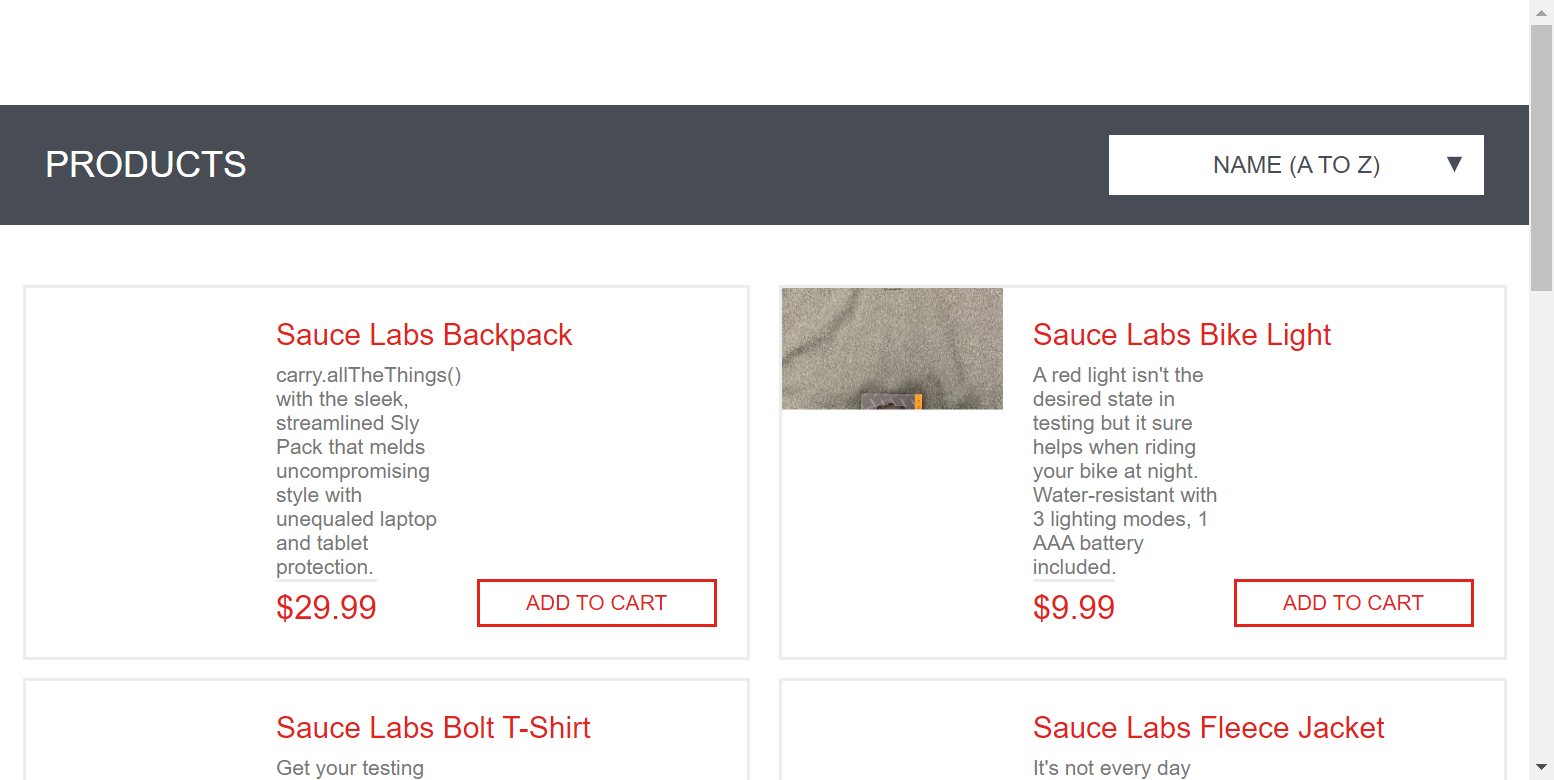 PRODUCTS
NAME (A TO Z)
Sauce Labs Backpack
carry.allTheThings()
with the sleek,
streamlined Sly
Pack that melds
uncompromising
style with
unequaled laptop
and tablet
protection.
$29.99
ADD TO CART
Sauce Labs Bike Light
A red light isn't the
desired state in
testing but it sure
helps when riding
your bike at night.
Water-resistant with
3 lighting modes, 1
AAA battery
included.
$9.99
ADD TO CART
Sauce Labs Bolt T-Shirt
Get your testing
Sauce Labs Fleece Jacket
It's not every day